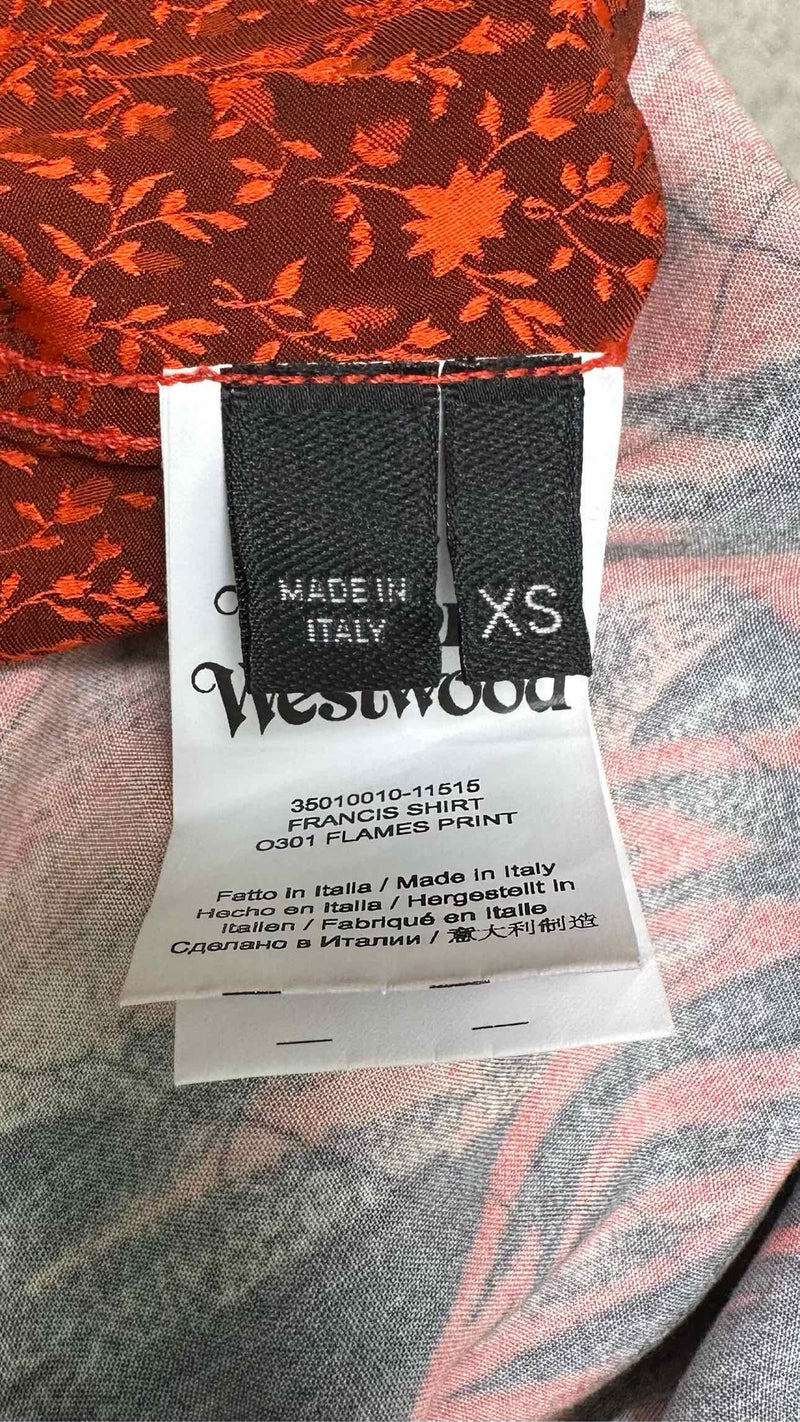 MADE IN
ITALY
XS
Westwood
35010010-11515
FRANCIS SHIRT
O301 FLAMES PRINT
Fatto in Italia / Made in Italy
Hecho en Italia / Hergestellt in
Italien / Fabriqué en Italie
Сделано в Италии / 意大利制造